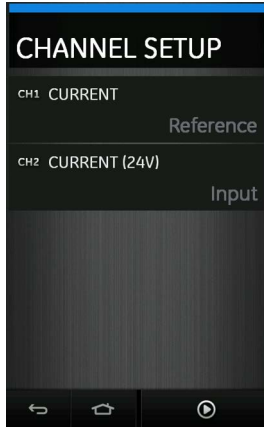 CHANNEL SETUP
CH1 CURRENT
Reference
CH2 CURRENT (24V)
Input